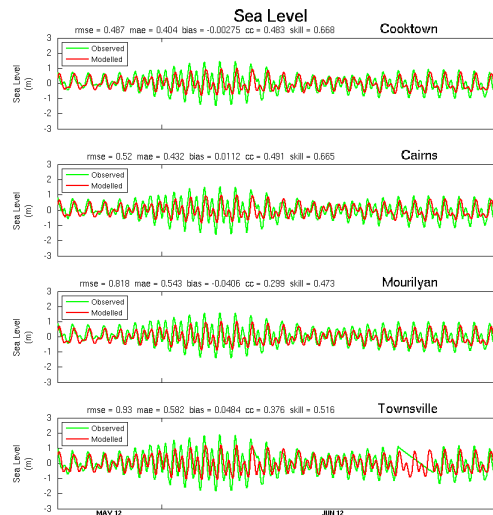 Sea Level
rmse = 0.487 mae = 0.404 bias = -0.00275 cc = 0.483 skill = 0.668
Cooktown
3
2
1
0
-1
-2
-3
Sea Level
(m)
Observed
Modelled
rmse = 0.52 mae = 0.432 bias = 0.0112 cc = 0.491 skill = 0.665
Cairns
3
2
1
0
-1
-2
-3
Sea Level
(m)
Observed
Modelled
rmse = 0.818 mae = 0.543 bias = -0.0406 cc = 0.299 skill = 0.473
Mourilyan
3
2
1
0
-1
-2
-3
Sea Level
(m)
Observed
Modelled
rmse = 0.93 mae = 0.582 bias = 0.0484 cc = 0.376 skill = 0.516
Townsville
3
2
1
0
-1
-2
-3
Sea Level
(m)
Observed
Modelled
MAY 12
JUN 12